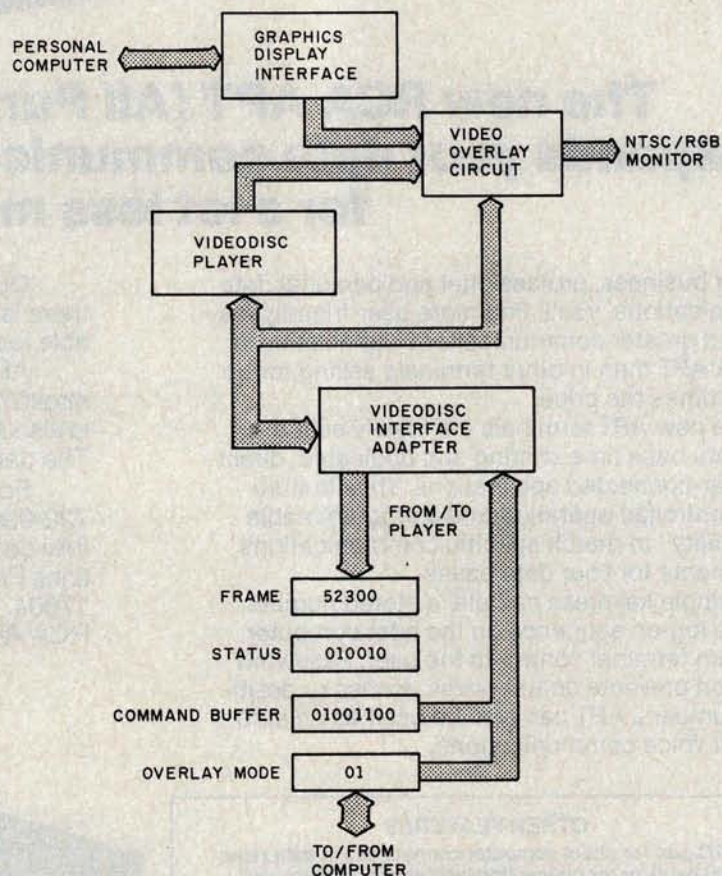 PERSONAL
COMPUTER
GRAPHICS
DISPLAY
INTERFACE
VIDEO
OVERLAY
CIRCUIT
NTSC/RGB
MONITOR
VIDEODISC
PLAYER
VIDEODISC
INTERFACE
ADAPTER
FROM/TO
PLAYER
FRAME
52300
STATUS
010010
COMMAND BUFFER
01001100
OVERLAY MODE
01
TO/FROM
COMPUTER